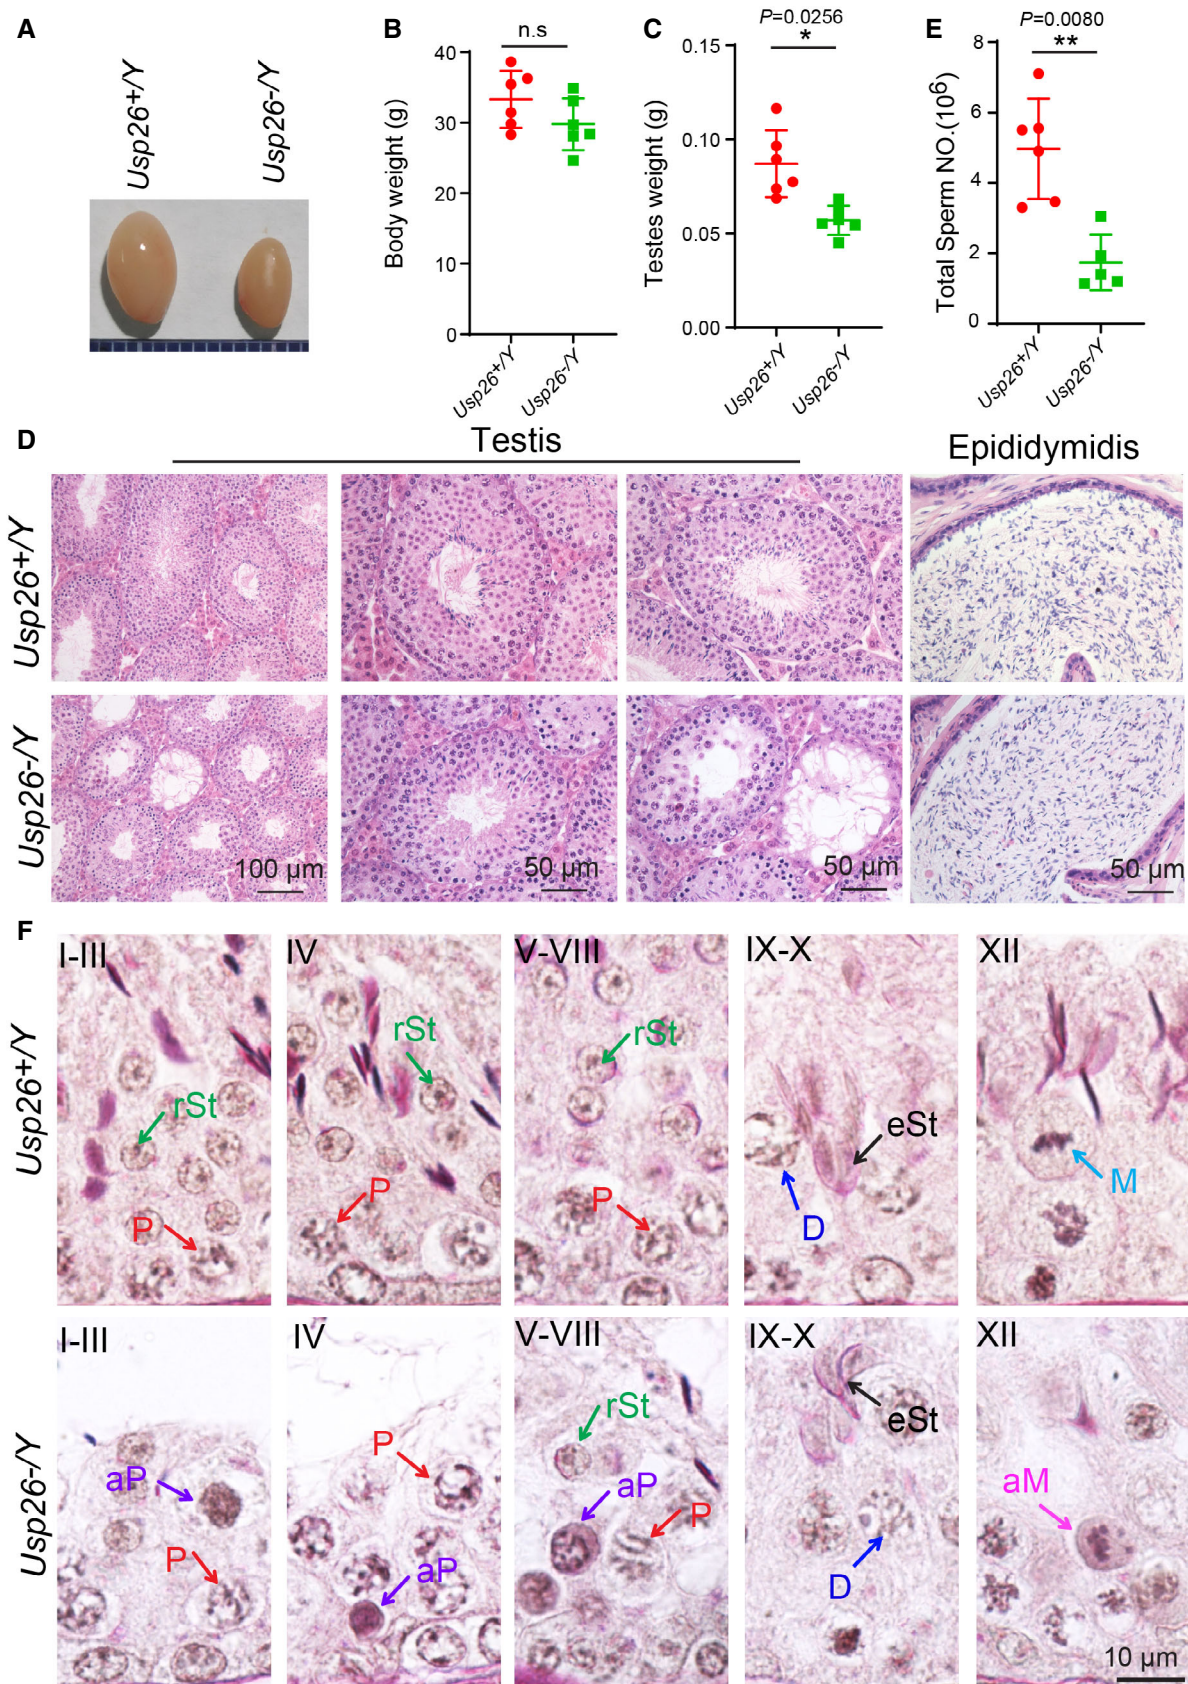 A
Usp26+/Y
Usp26-/Y
B
n.s
Body weight (g)
40
30
20
10
0
Usp26+/Y
Usp26-/Y
C
P=0.0256
*
Testes weight (g)
0.15
0.10
0.05
0.00
Usp26+/Y
Usp26-/Y
E
P=0.0080
**
Total Sperm NO.(10⁶)
8
6
4
2
0
Usp26+/Y
Usp26-/Y
D
Testis
Epididymidis
Usp26+/Y
Usp26-/Y
100 µm
50 µm
50 µm
50 µm
F
Usp26+/Y
I-III
rSt
P
IV
rSt
P
V-VIII
rSt
P
IX-X
eSt
D
XII
M
Usp26-/Y
I-III
aP
P
IV
P
aP
V-VIII
rSt
aP
P
IX-X
eSt
D
XII
aM
10 µm